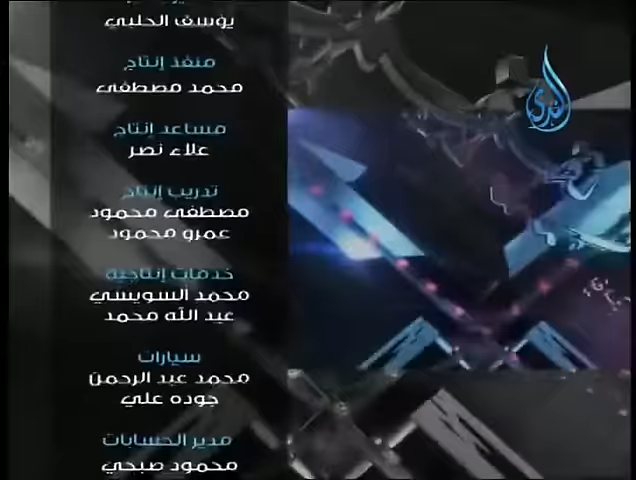 يوسف الحلبي
منفذ إنتاج
محمد مصطفى
مساعد إنتاج
علاء نصر
تدريب إنتاج
مصطفى محمود
عمرو محمود
خدمات إنتاجية
محمد السويسي
عبد الله محمد
سيارات
محمد عبد الرحمن
جوده علي
مدير الحسابات
محمود صبحي
الندى